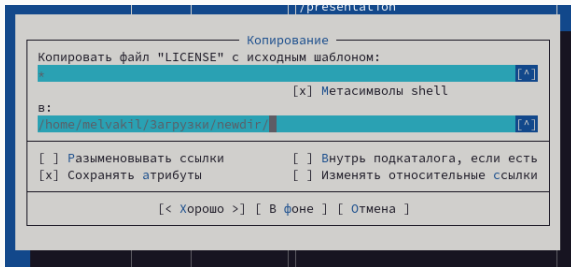 /presentation
Копирование
Копировать файл "LICENSE" с исходным шаблоном:
* [^]
[x] Метасимволы shell
в:
/home/melvakil/Загрузки/newdir/ [^]
[ ] Разыменовывать ссылки [ ] Внутрь подкаталога, если есть
[x] Сохранять атрибуты [ ] Изменять относительные ссылки
[< Хорошо >] [ В фоне ] [ Отмена ]